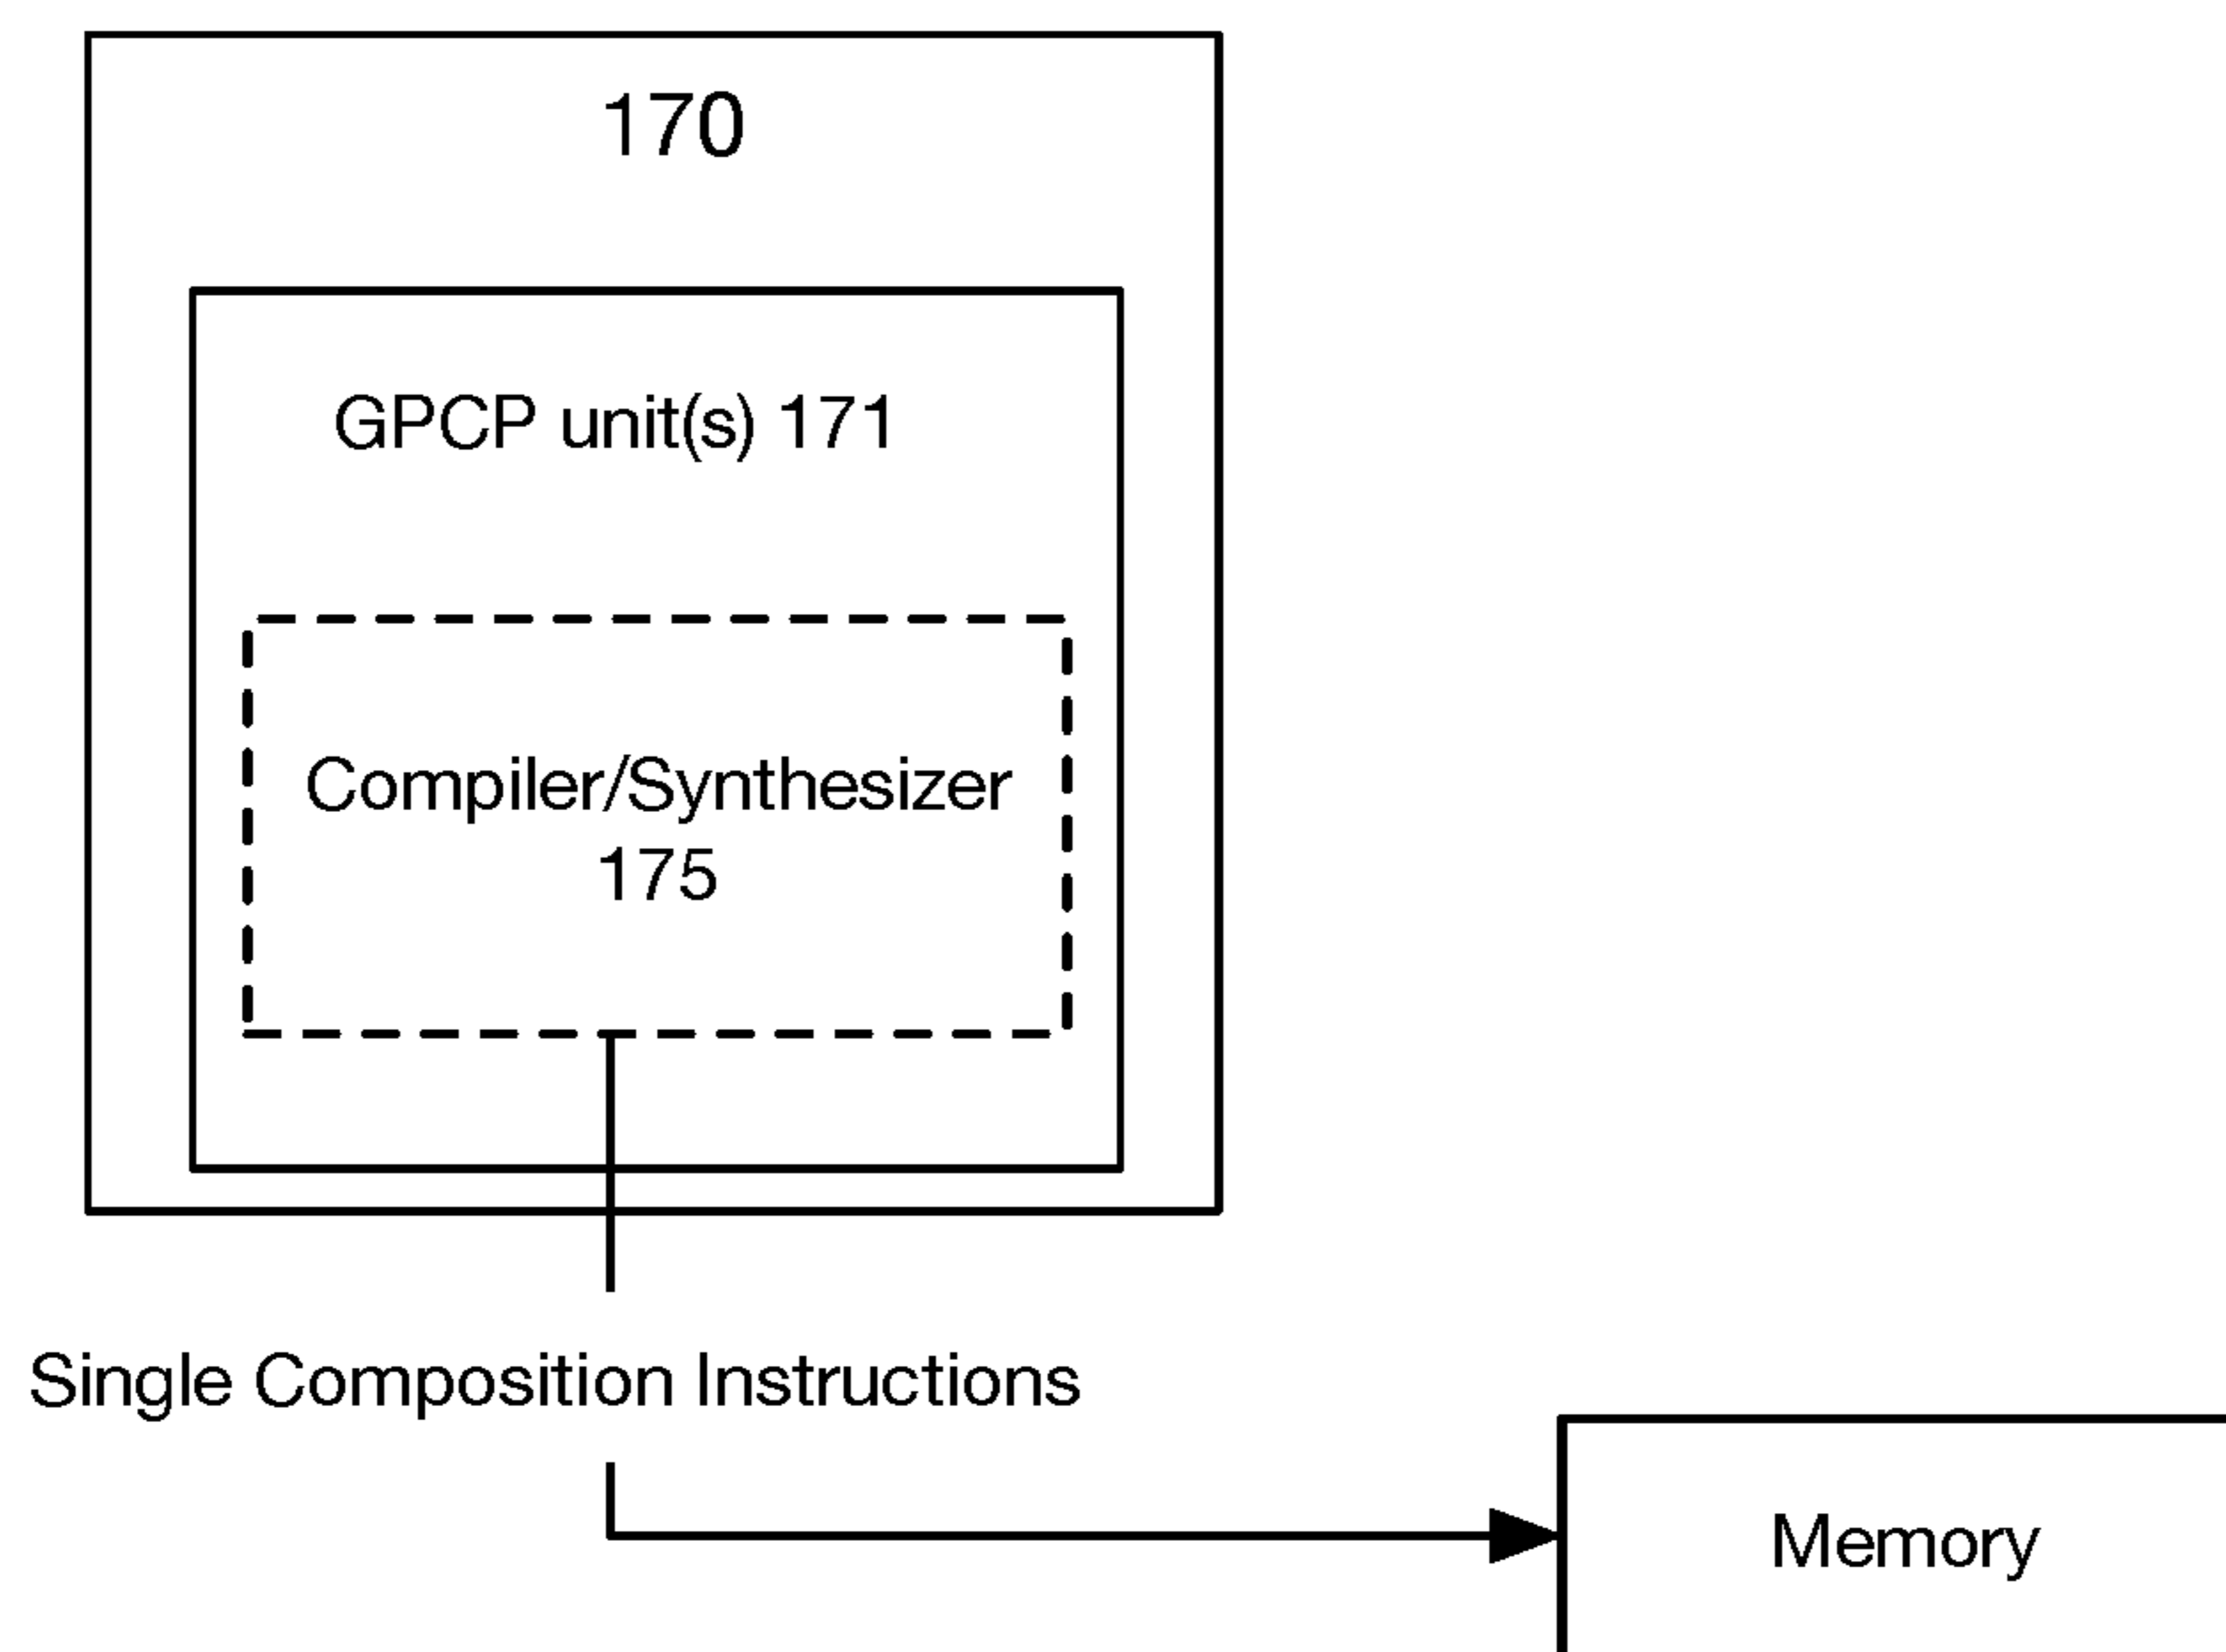 170
GPCP unit(s) 171
Compiler/Synthesizer
175
Single Composition Instructions
Memory